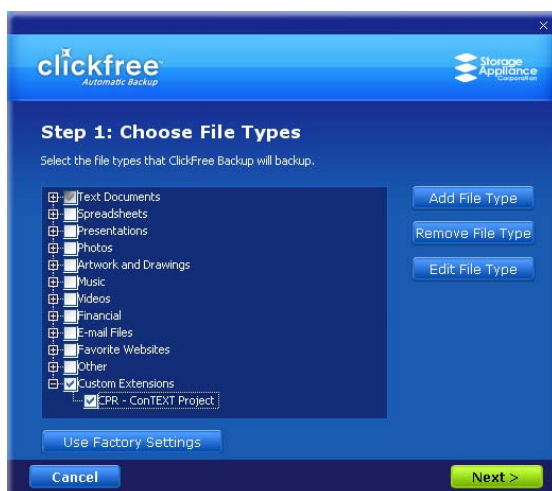 clickfree
Automatic Backup
Storage
Appliance
Corporation
Step 1: Choose File Types
Select the file types that ClickFree Backup will backup.
Text Documents
Spreadsheets
Presentations
Photos
Artwork and Drawings
Music
Videos
Financial
E-mail Files
Favorite Websites
Other
Custom Extensions
CPR - ConTEXT Project
Add File Type
Remove File Type
Edit File Type
Use Factory Settings
Cancel
Next >